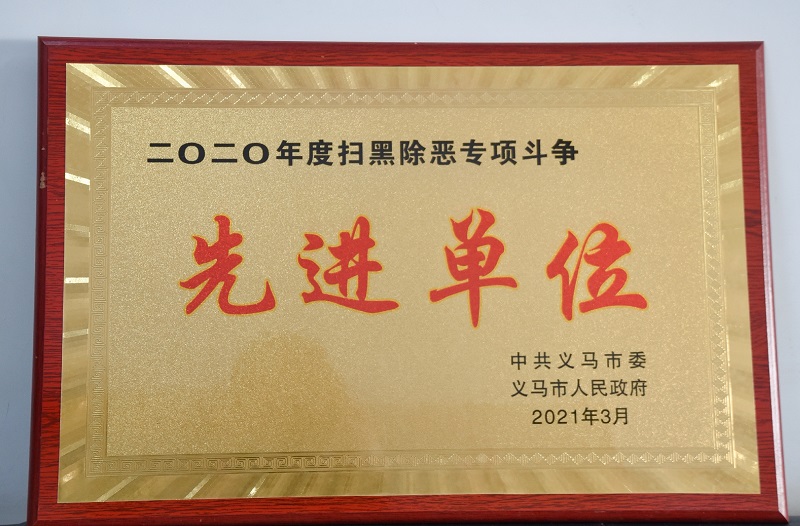 二〇二〇年度扫黑除恶专项斗争
先进单位
中共义马市委
义马市人民政府
2021年3月